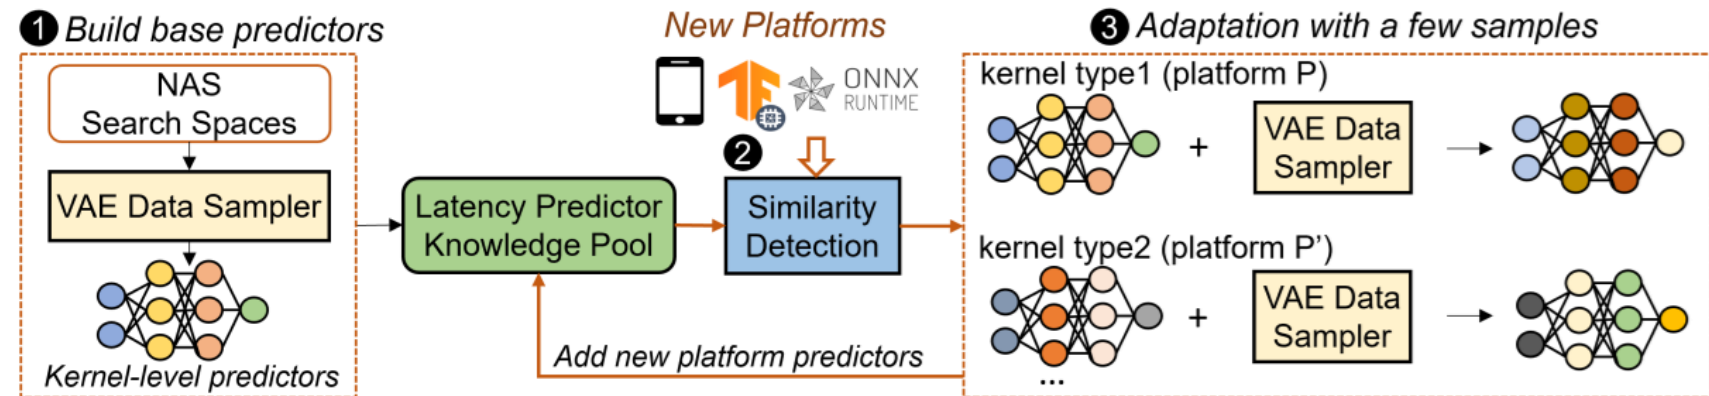 1 Build base predictors
NAS
Search Spaces
VAE Data Sampler
Kernel-level predictors
Latency Predictor
Knowledge Pool
New Platforms
ONNX
RUNTIME
2
Similarity
Detection
Add new platform predictors
3 Adaptation with a few samples
kernel type1 (platform P)
+
VAE Data
Sampler
kernel type2 (platform P’)
+
VAE Data
Sampler
...